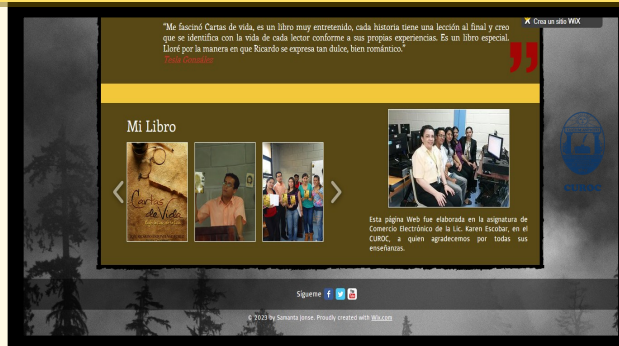 X Crea un sitio WiX
"Me fascinó Cartas de vida, es un libro muy entretenido, cada historia tiene una lección al final y creo
que se identifica con la vida de cada lector conforme a sus propias experiencias. Es un libro especial.
Lloré por la manera en que Ricardo se expresa tan dulce, bien romántico."
González
Mi Libro
Cartas
de Vida
Esta página Web fue elaborada en la asignatura de
Comercio Electrónico de la Lic. Karen Escobar, en el
CUROC, a quien agradecemos por todas sus
enseñanzas.
CUROC
Sígueme
© 2023 by Samanta Jonse. Proudly created with Wix.com